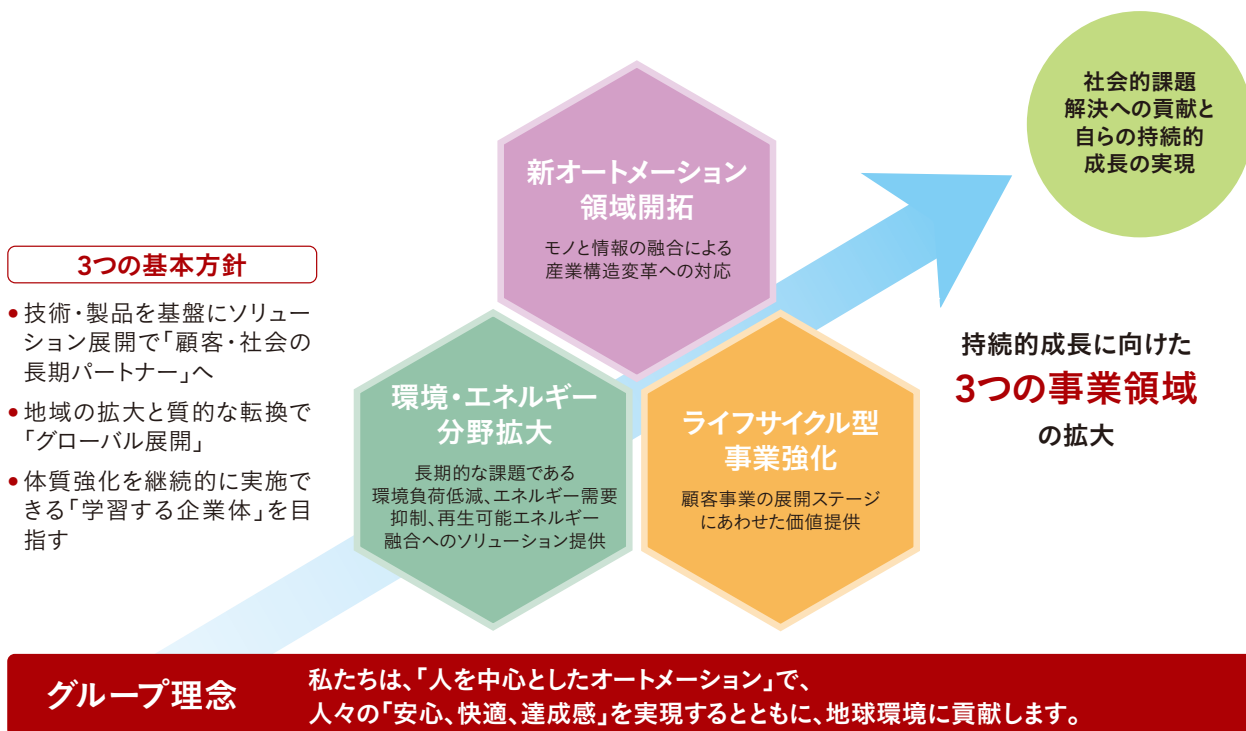 3つの基本方針
•技術・製品を基盤にソリュー
ション展開で「顧客・社会の
長期パートナー」へ
•地域の拡大と質的な転換で
「グローバル展開」
•体質強化を継続的に実施で
きる「学習する企業体」を目
指す
新オートメーション
領域開拓
モノと情報の融合による
産業構造変革への対応
環境・エネルギー
分野拡大
長期的な課題である
環境負荷低減、エネルギー需要
抑制、再生可能エネルギー
融合へのソリューション提供
ライフサイクル型
事業強化
顧客事業の展開ステージ
にあわせた価値提供
社会的課題
解決への貢献と
自らの持続的
成長の実現
持続的成長に向けた
3つの事業領域
の拡大
グループ理念
私たちは、「人を中心としたオートメーション」で、
人々の「安心、快適、達成感」を実現するとともに、地球環境に貢献します。